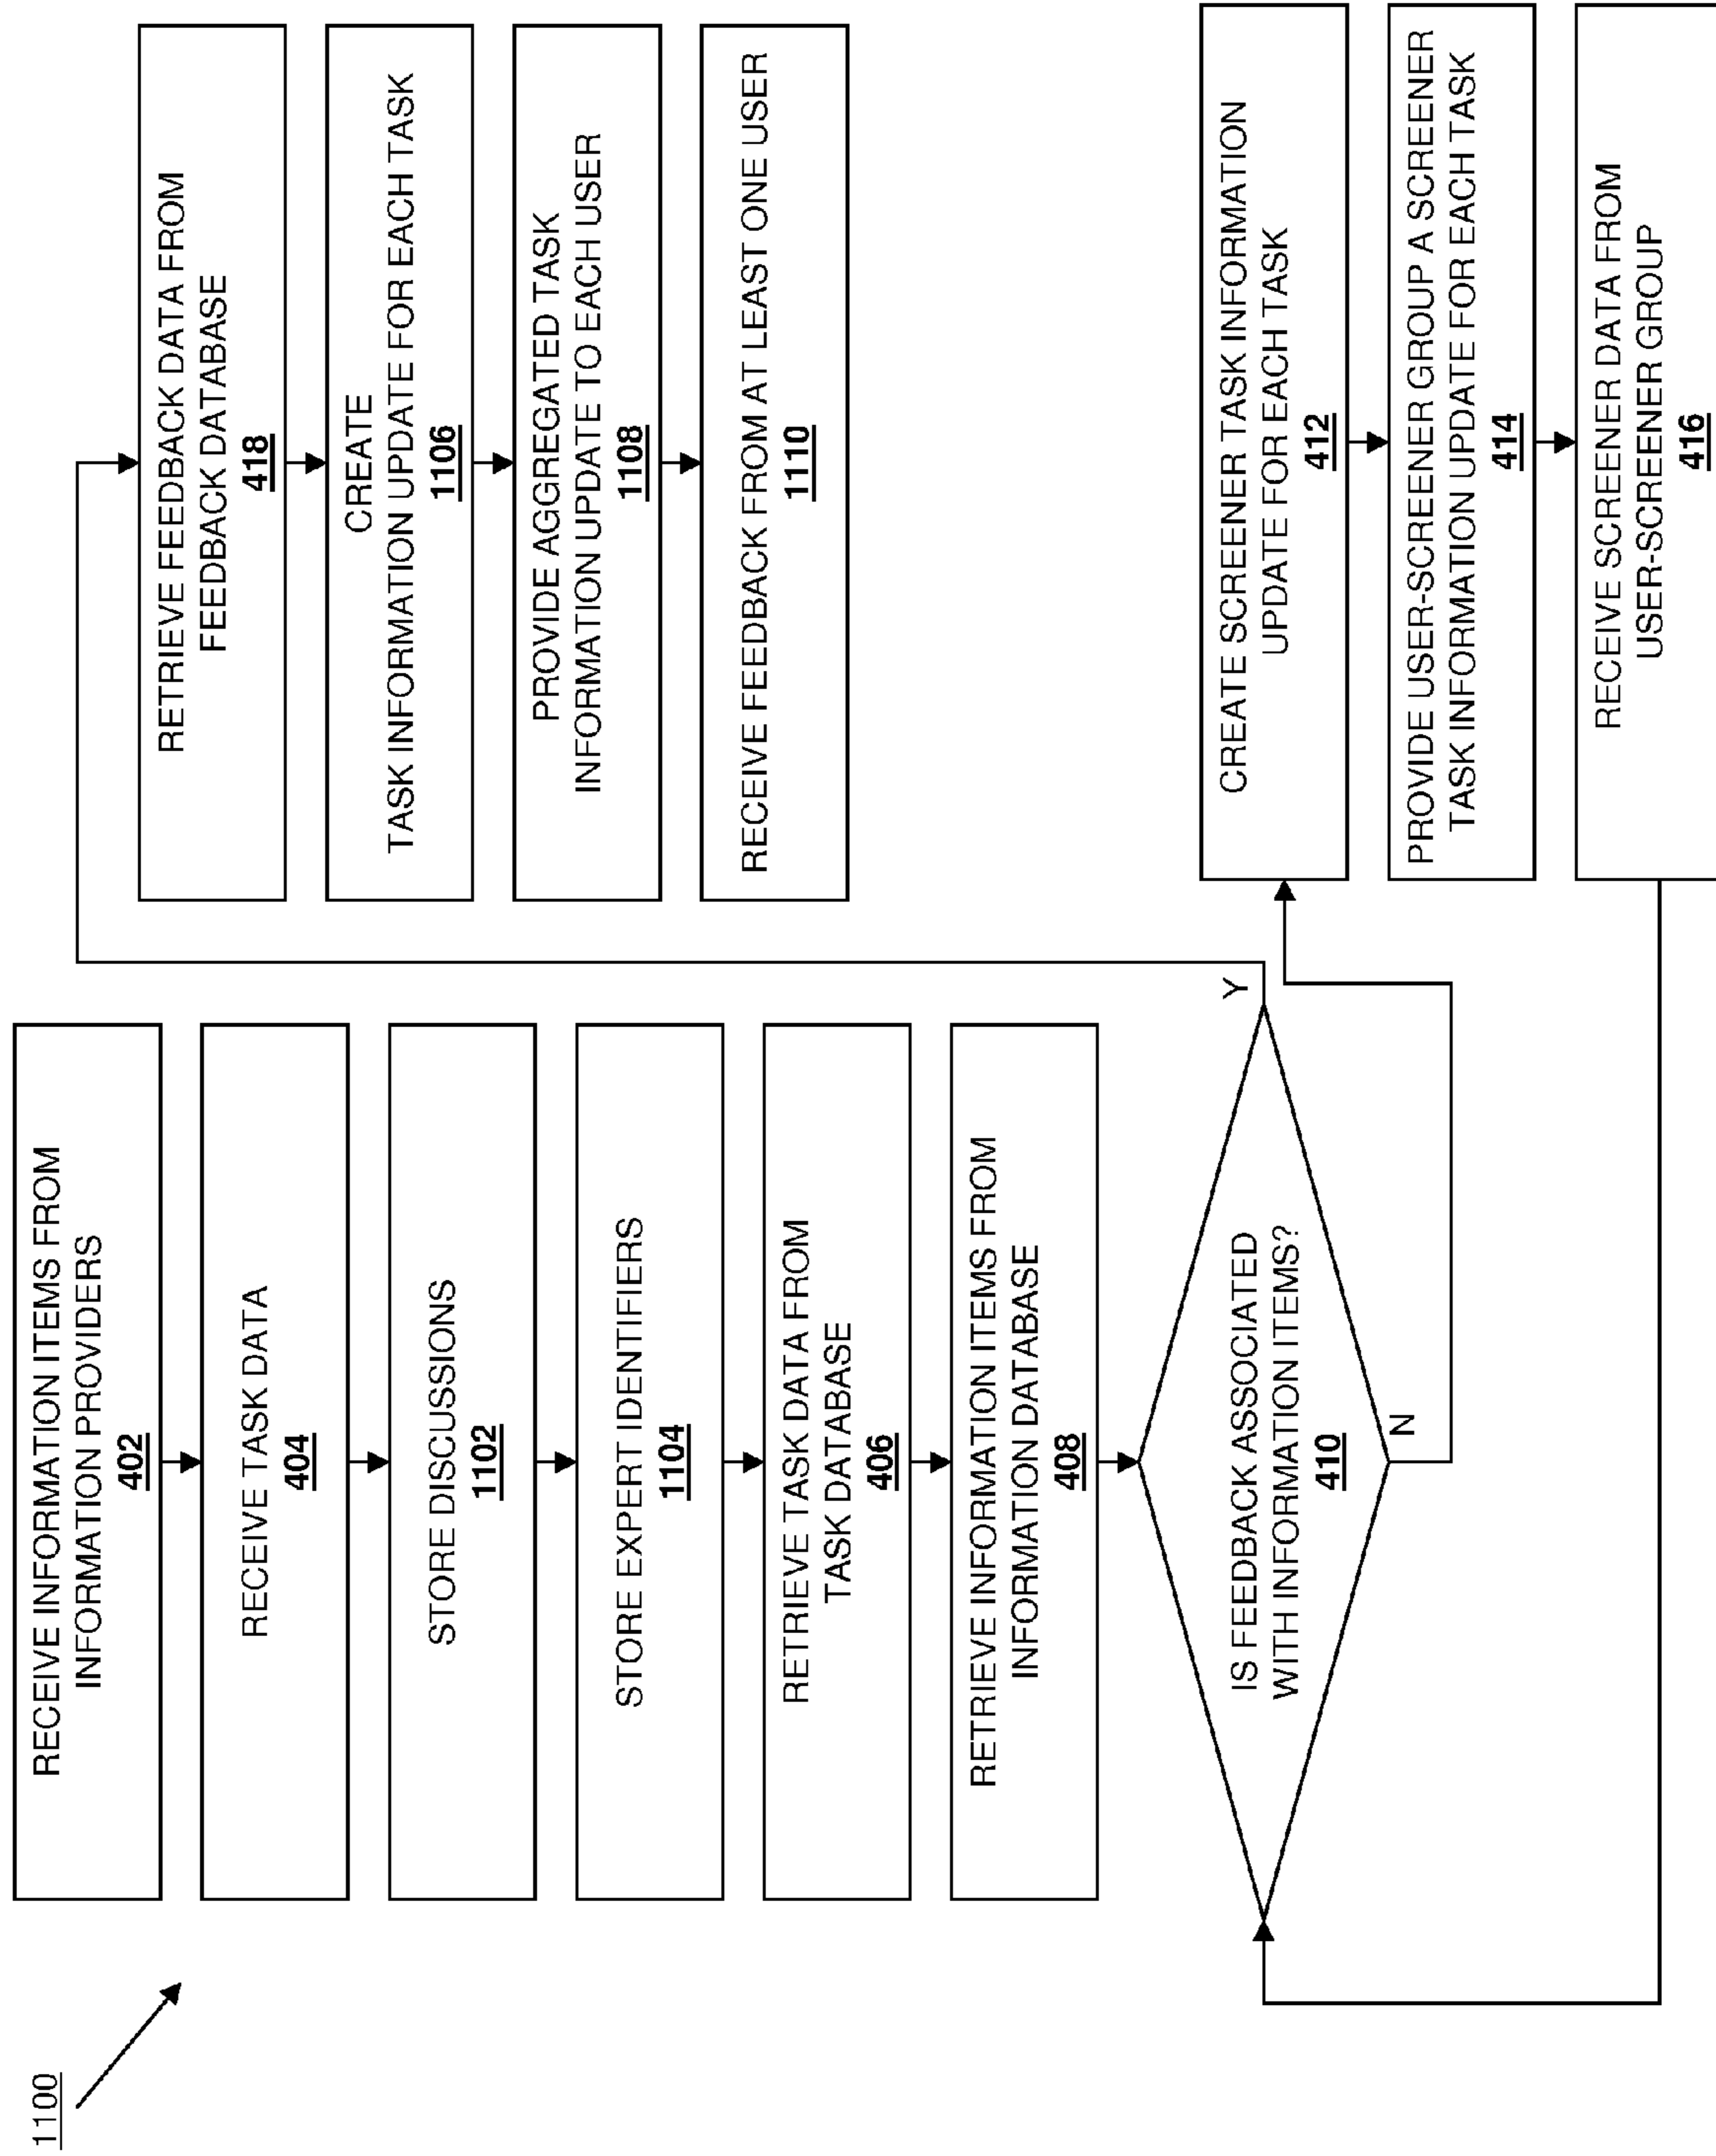 1100
RECEIVE INFORMATION ITEMS FROM
INFORMATION PROVIDERS
402
RECEIVE TASK DATA
404
STORE DISCUSSIONS
1102
STORE EXPERT IDENTIFIERS
1104
RETRIEVE TASK DATA FROM
TASK DATABASE
406
RETRIEVE INFORMATION ITEMS FROM
INFORMATION DATABASE
408
IS FEEDBACK ASSOCIATED
WITH INFORMATION ITEMS?
410
Y
N
RETRIEVE FEEDBACK DATA FROM
FEEDBACK DATABASE
418
CREATE
TASK INFORMATION UPDATE FOR EACH TASK
1106
PROVIDE AGGREGATED TASK
INFORMATION UPDATE TO EACH USER
1108
RECEIVE FEEDBACK FROM AT LEAST ONE USER
1110
CREATE SCREENER TASK INFORMATION
UPDATE FOR EACH TASK
412
PROVIDE USER-SCREENER GROUP A SCREENER
TASK INFORMATION UPDATE FOR EACH TASK
414
RECEIVE SCREENER DATA FROM
USER-SCREENER GROUP
416